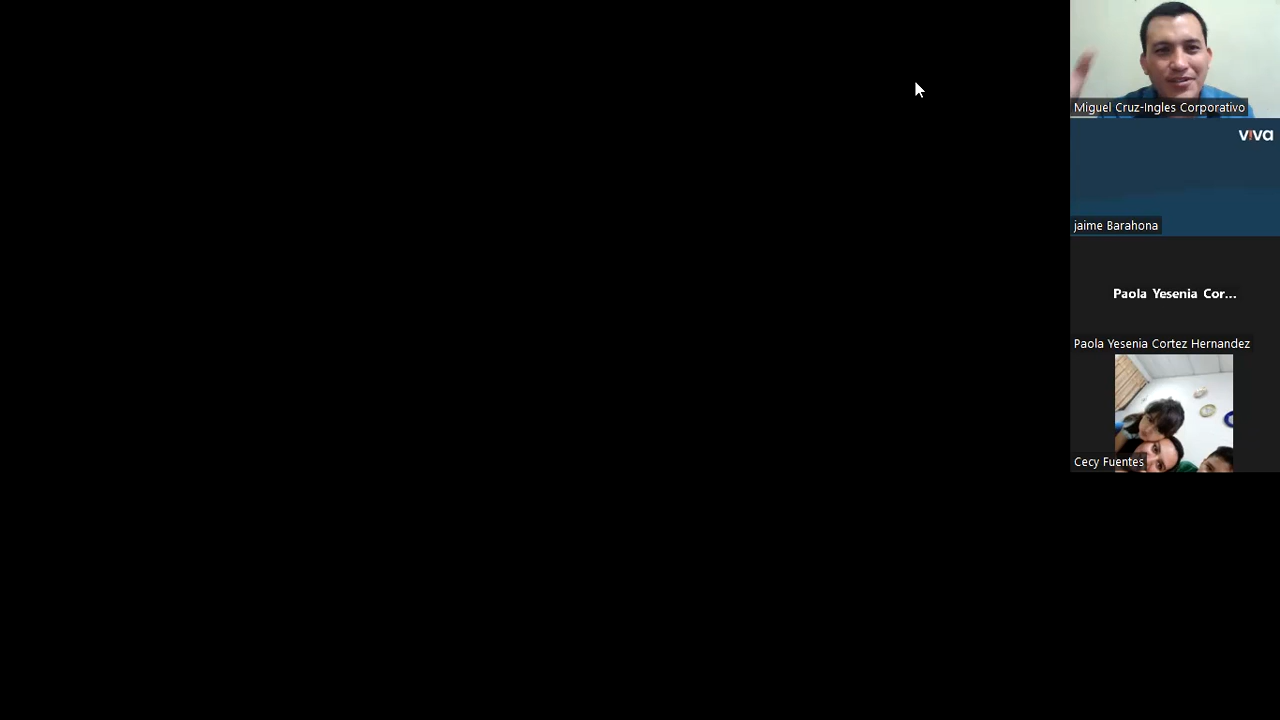 Miguel Cruz-Ingles Corporativo
viva
jaime Barahona
Paola Yesenia Cor...
Paola Yesenia Cortez Hernandez
Cecy Fuentes